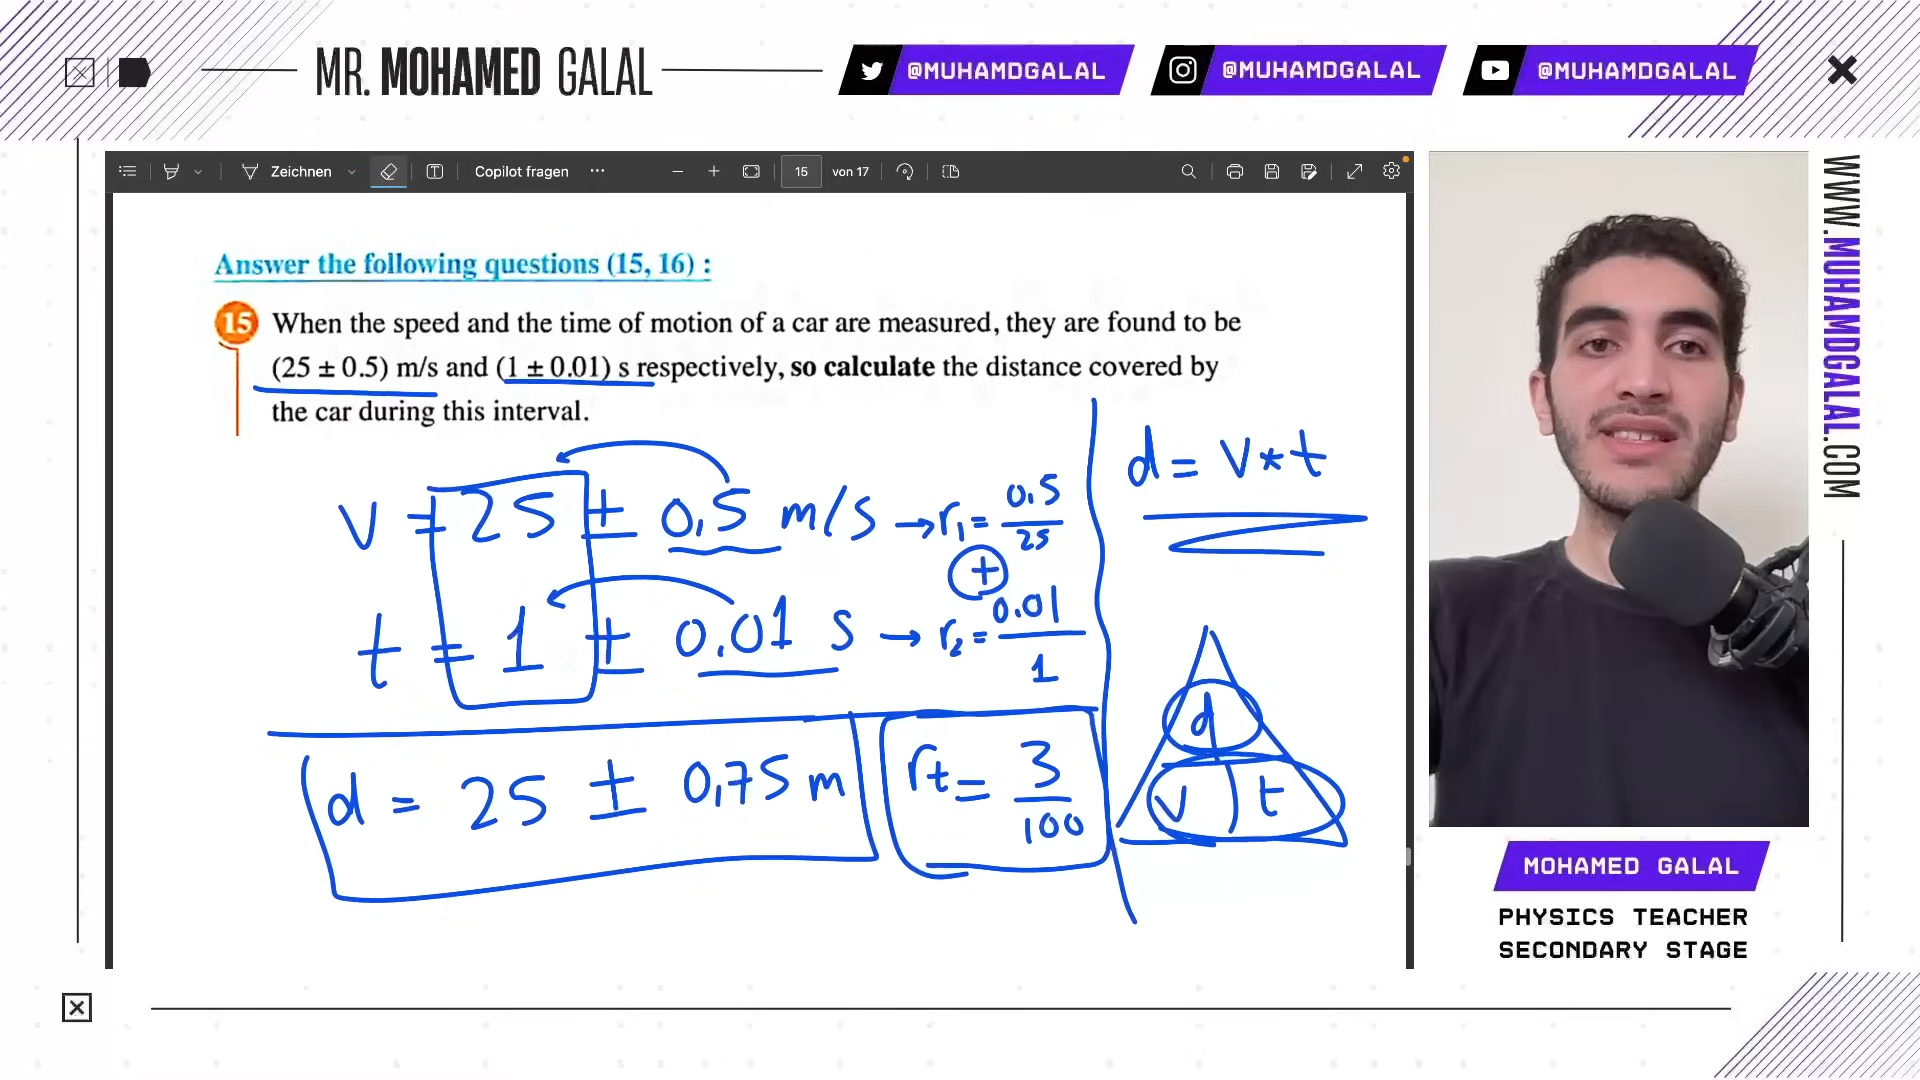 MR. MOHAMED GALAL
@MUHAMDGALAL
@MUHAMDGALAL
@MUHAMDGALAL
Zeichnen
Copilot fragen
15 von 17
Answer the following questions (15, 16) :
15 When the speed and the time of motion of a car are measured, they are found to be
(25 ± 0.5) m/s and (1 ± 0.01) s respectively, so calculate the distance covered by
the car during this interval.
v = 25 ± 0,5 m/s → r₁ = 0.5/25
+
t = 1 ± 0.01 s → r₂ = 0.01/1
d = 25 ± 0,75 m
rt = 3/100
d = v * t
d
v t
WWW.MUHAMDGALAL.COM
MOHAMED GALAL
PHYSICS TEACHER
SECONDARY STAGE